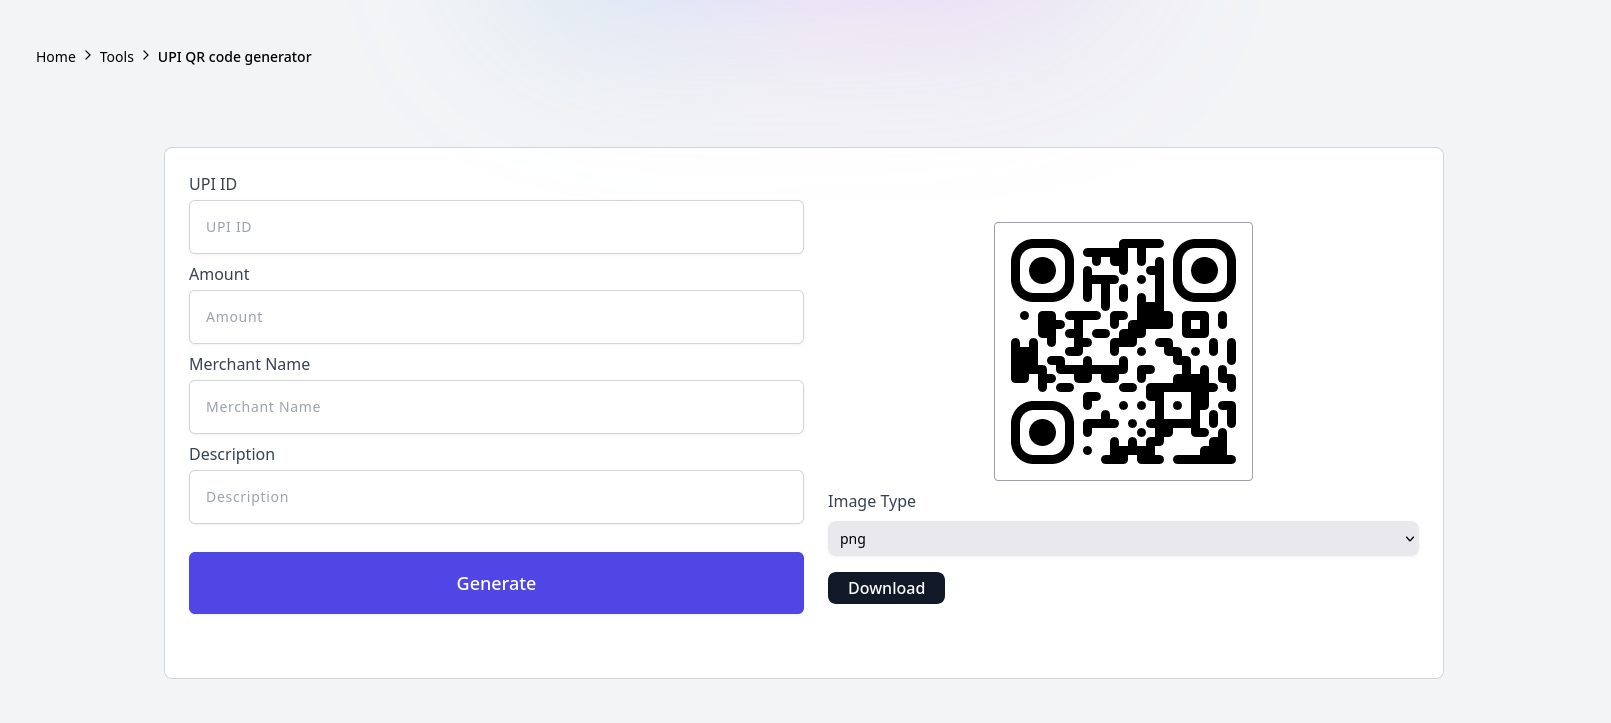 Home > Tools > UPI QR code generator
UPI ID
UPI ID
Amount
Amount
Merchant Name
Merchant Name
Description
Description
Generate
Image Type
png
Download